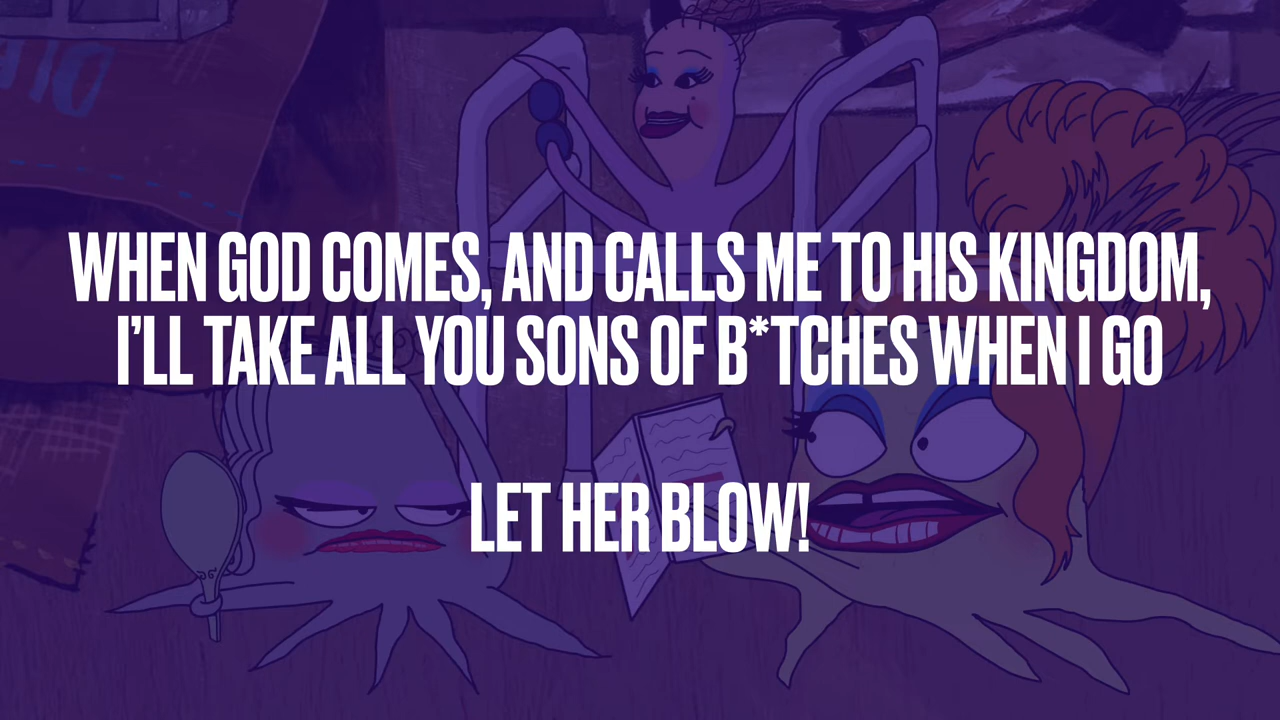 WHEN GOD COMES, AND CALLS ME TO HIS KINGDOM,
I'LL TAKE ALL YOU SONS OF B*TCHES WHEN I GO
LET HER BLOW!